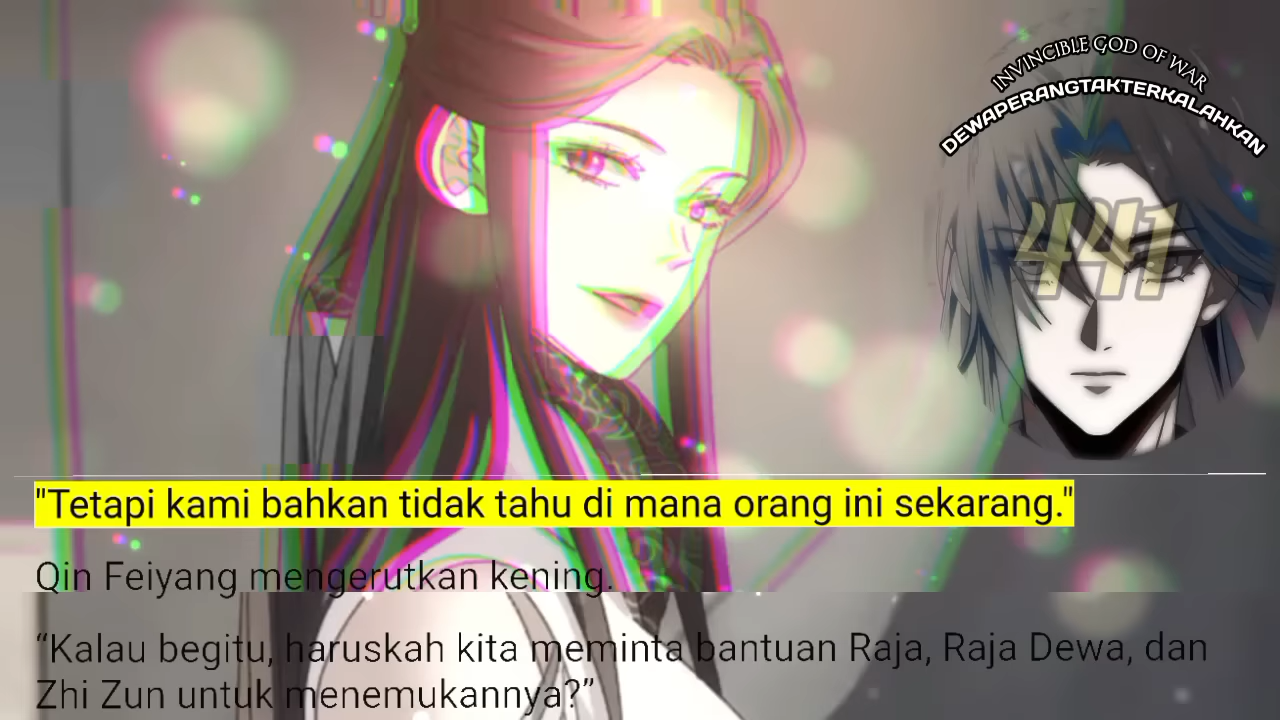 INVINCIBLE GOD OF WAR
DEWAPERANGTAKTERKALAHKAN
441
"Tetapi kami bahkan tidak tahu di mana orang ini sekarang."
Qin Feiyang mengerutkan kening.
“Kalau begitu, haruskah kita meminta bantuan Raja, Raja Dewa, dan
Zhi Zun untuk menemukannya?”